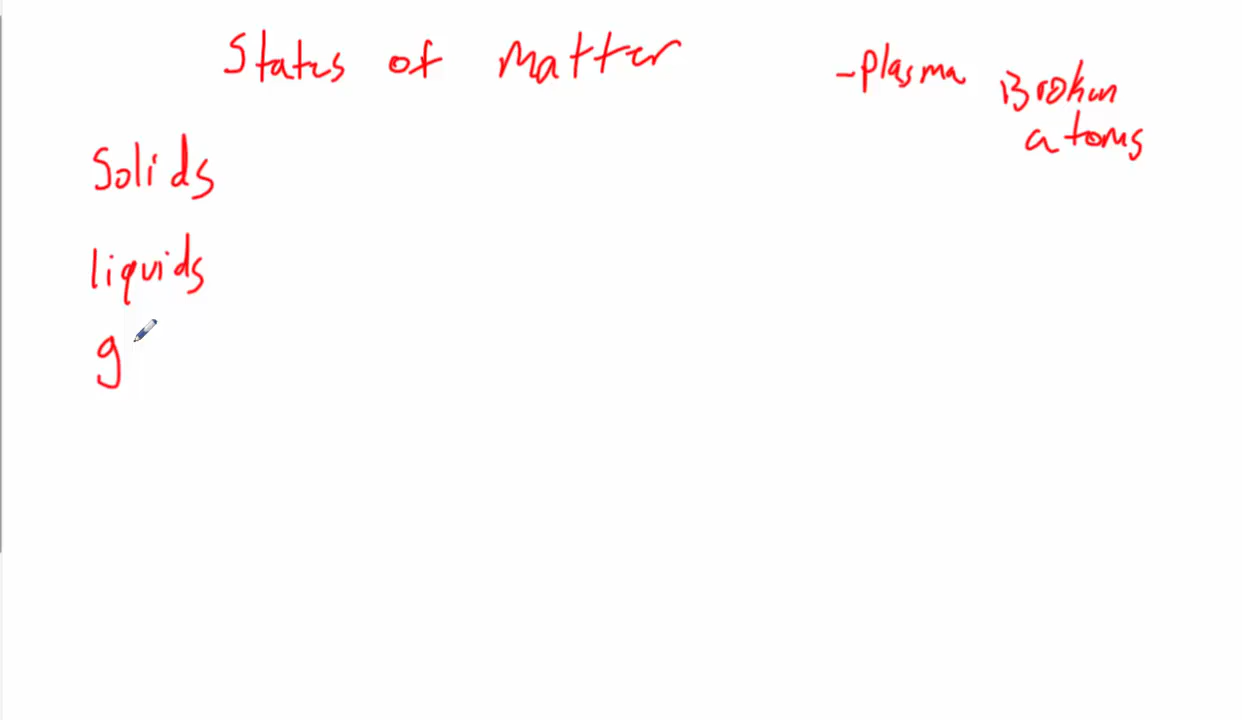 States of Matter
-Plasma Broken
atoms
Solids
liquids
g